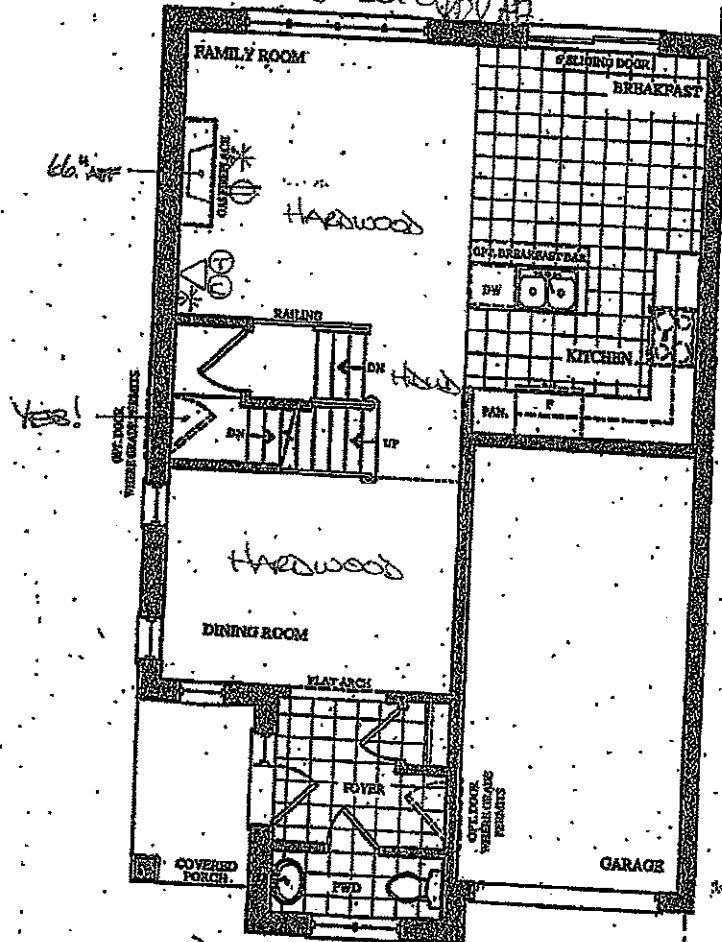 FAMILY ROOM
6' SLIDING DOOR
BREAKFAST
66" AFF
GAS FIREPLACE
HARDWOOD
OPT. BREAKFAST BAR
DW
RAILING
KITCHEN
DN
HDWD
PAN.
F
YES!
OPT. DOOR
WHERE GRADE PERMITS
DN
UP
HARDWOOD
DINING ROOM
FLAT ARCH
FOYER
OPT. DOOR
WHERE GRADE
PERMITS
COVERED
PORCH
PWD
GARAGE